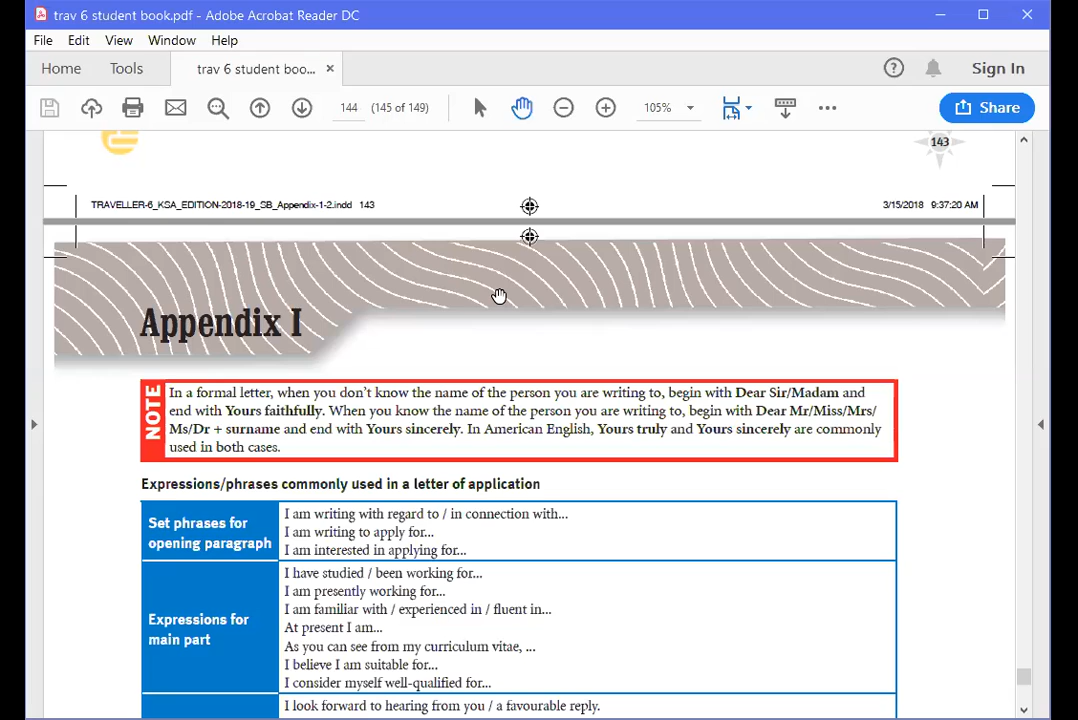 trav 6 student book.pdf - Adobe Acrobat Reader DC
File Edit View Window Help
Home Tools trav 6 student boo... ×
Sign In
144 (145 of 149) 105% Share
143
TRAVELLER-6_KSA_EDITION-2018-19_SB_Appendix-1-2.indd 143 3/15/2018 9:37:20 AM
Appendix I
NOTE
In a formal letter, when you don't know the name of the person you are writing to, begin with Dear Sir/Madam and
end with Yours faithfully. When you know the name of the person you are writing to, begin with Dear Mr/Miss/Mrs/
Ms/Dr + surname and end with Yours sincerely. In American English, Yours truly and Yours sincerely are commonly
used in both cases.
Expressions/phrases commonly used in a letter of application
Set phrases for
opening paragraph
I am writing with regard to / in connection with...
I am writing to apply for...
I am interested in applying for...
Expressions for
main part
I have studied / been working for...
I am presently working for...
I am familiar with / experienced in / fluent in...
At present I am...
As you can see from my curriculum vitae, ...
I believe I am suitable for...
I consider myself well-qualified for...
I look forward to hearing from you / a favourable reply.